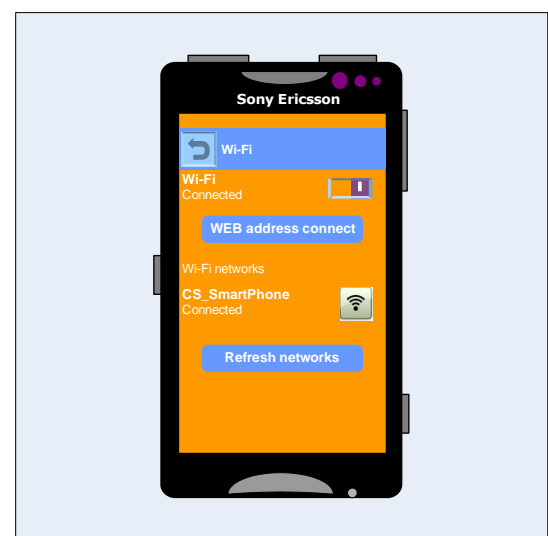 Sony Ericsson
Wi-Fi
Wi-Fi
Connected
WEB address connect
Wi-Fi networks
CS_SmartPhone
Connected
Refresh networks